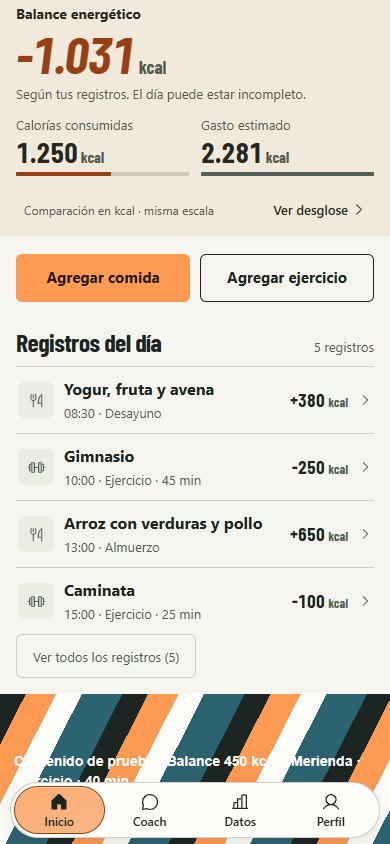 Balance energético
-1.031 kcal
Según tus registros. El día puede estar incompleto.
Calorías consumidas
1.250 kcal
Gasto estimado
2.281 kcal
Comparación en kcal · misma escala
Ver desglose
Agregar comida
Agregar ejercicio
Registros del día
5 registros
Yogur, fruta y avena
+380 kcal
08:30 · Desayuno
Gimnasio
-250 kcal
10:00 · Ejercicio · 45 min
Arroz con verduras y pollo
+650 kcal
13:00 · Almuerzo
Caminata
-100 kcal
15:00 · Ejercicio · 25 min
Ver todos los registros (5)
Balance 450 Merienda ·
· 40 min
Inicio
Coach
Datos
Perfil